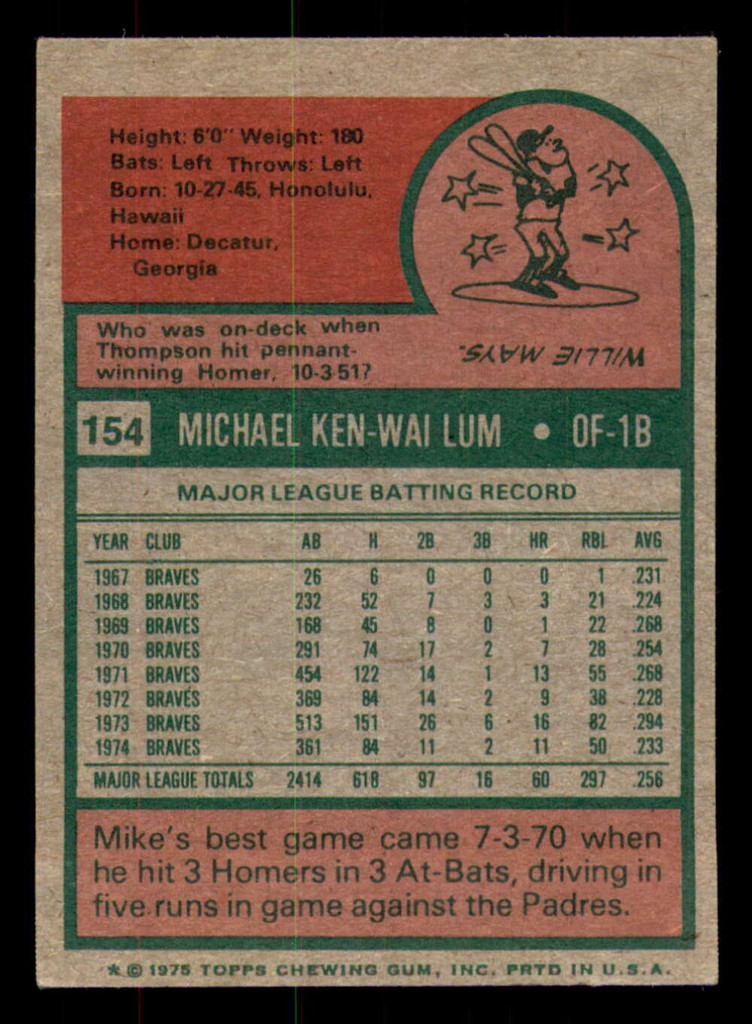 Height: 6'0" Weight: 180
Bats: Left Throws: Left
Born: 10-27-45, Honolulu,
Hawaii
Home: Decatur,
Georgia
Who was on-deck when
Thompson hit pennant-
winning Homer, 10-3-51?
WILLIE MAYS.
154 MICHAEL KEN-WAI LUM • OF-1B
MAJOR LEAGUE BATTING RECORD
YEAR CLUB AB H 2B 3B HR RBI AVG
1967 BRAVES 26 6 0 0 0 1 .231
1968 BRAVES 232 52 7 3 3 21 .224
1969 BRAVES 168 45 8 0 1 22 .268
1970 BRAVES 291 74 17 2 7 28 .254
1971 BRAVES 454 122 14 1 13 55 .268
1972 BRAVES 369 84 14 2 9 38 .228
1973 BRAVES 513 151 26 6 16 82 .294
1974 BRAVES 361 84 11 2 11 50 .233
MAJOR LEAGUE TOTALS 2414 618 97 16 60 297 .256
Mike's best game came 7-3-70 when
he hit 3 Homers in 3 At-Bats, driving in
five runs in game against the Padres.
* © 1975 TOPPS CHEWING GUM, INC. PRTD IN U.S.A.